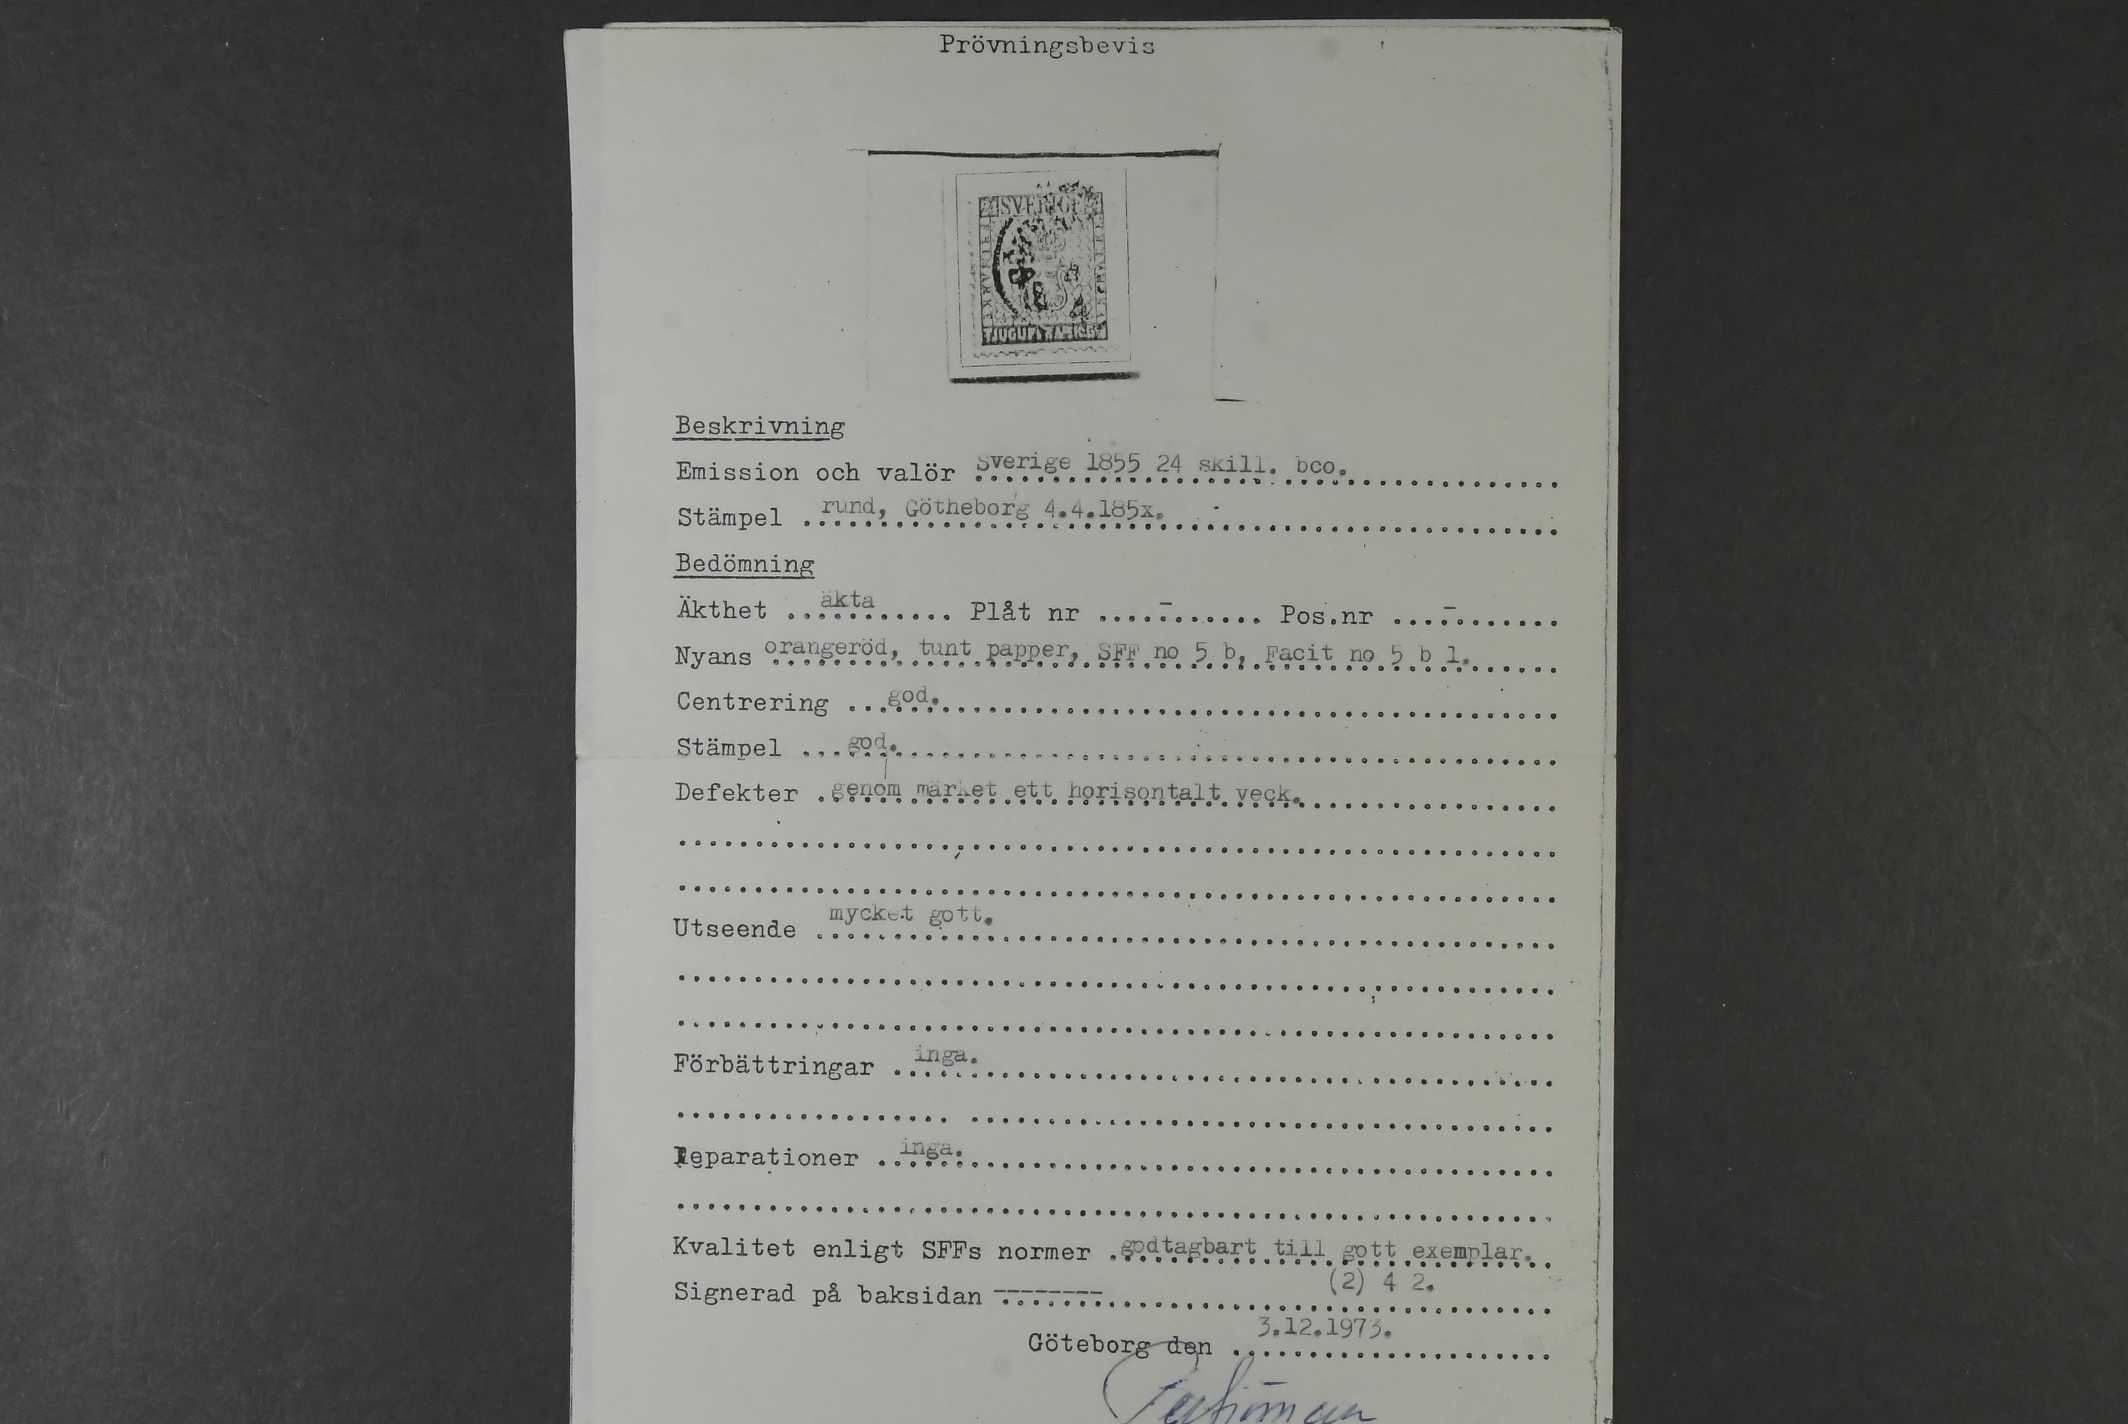 Prövningsbevis
SVERIGE
Beskrivning
Emission och valör Sverige 1855 24 skill. bco.
Stämpel rund, Götheborg 4.4.185x.
Bedömning
Äkthet äkta Plåt nr - Pos.nr -
Nyans orangeröd, tunt papper, SFF no 5 b, Facit no 5 b 1.
Centrering god.
Stämpel god.
Defekter genom märket ett horisontalt veck.
Utseende mycket gott.
Förbättringar inga.
Reparationer inga.
Kvalitet enligt SFFs normer godtagbart till gott exemplar.
(2) 4 2.
Signerad på baksidan --------
Göteborg den 3.12.1973.